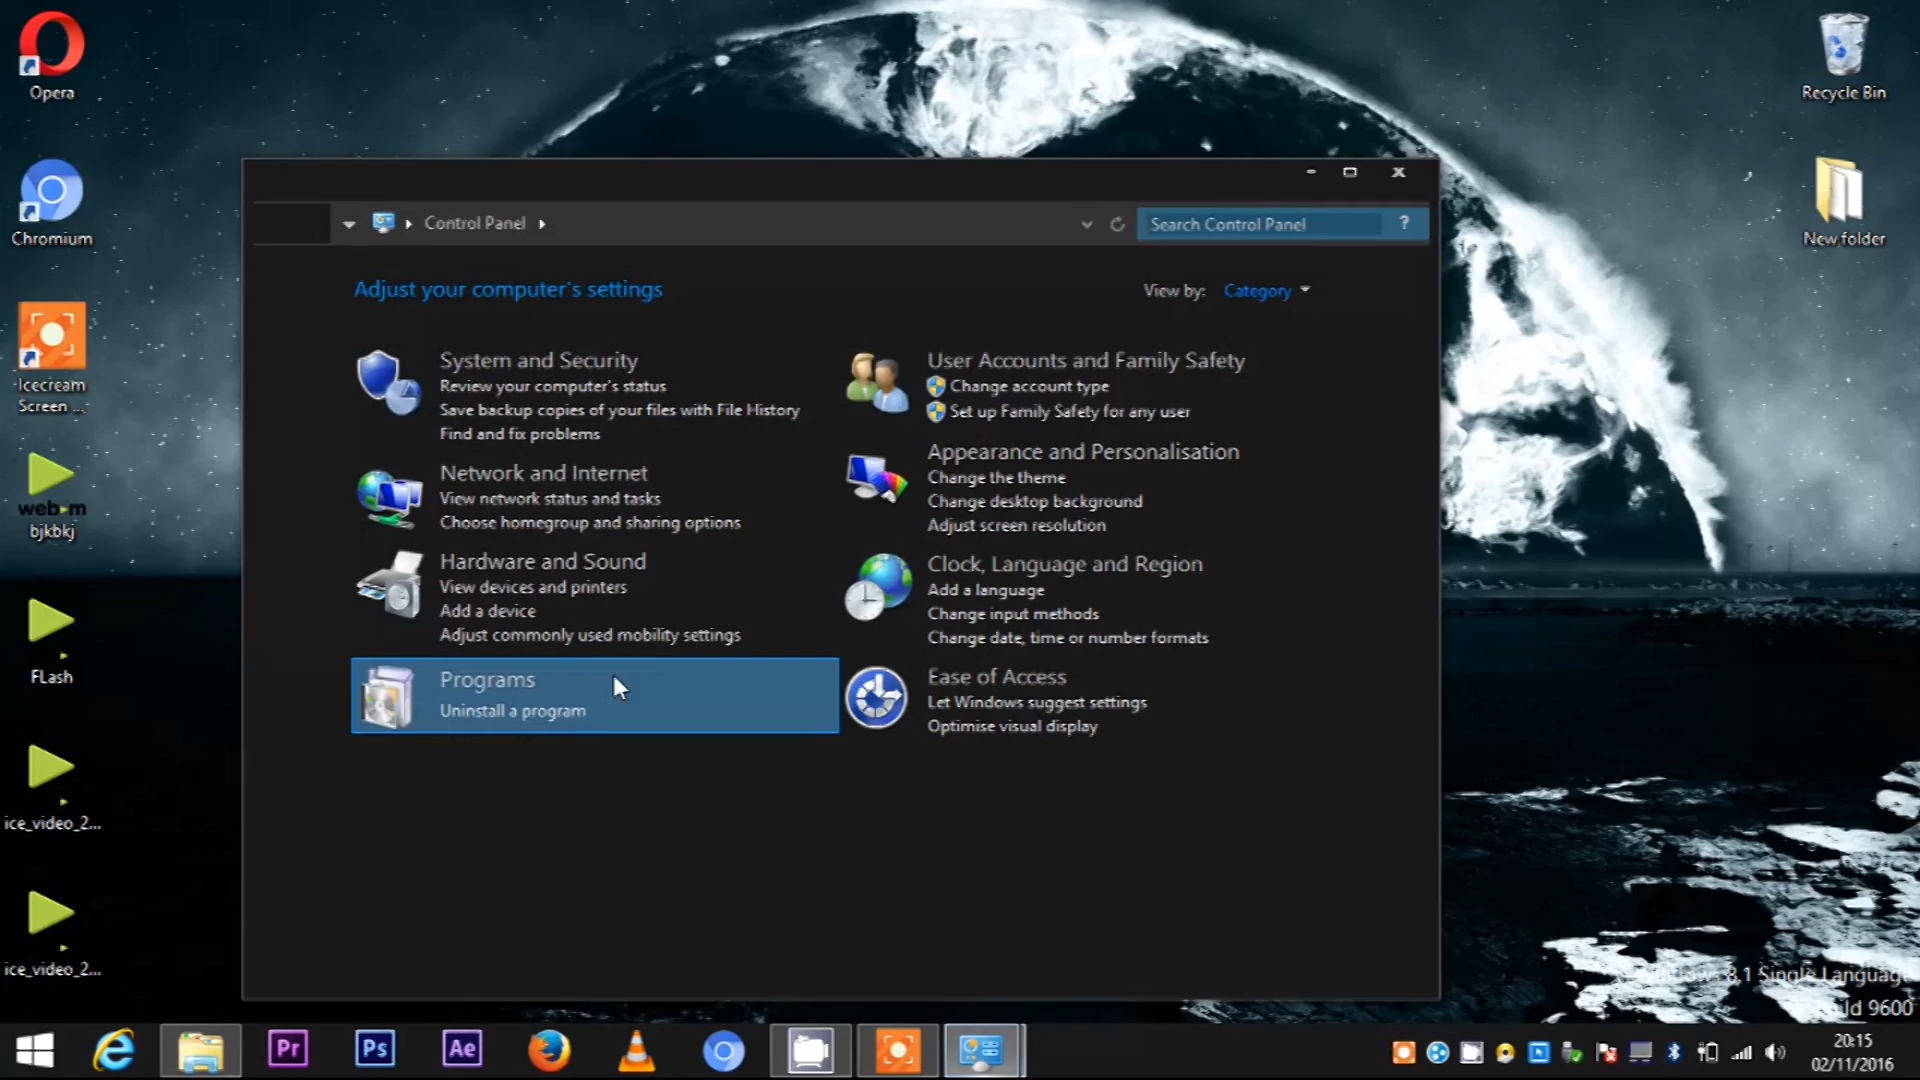 Opera
Chromium
Icecream
Screen ...
web m
bjkbkj
FLash
ice_video_2...
ice_video_2...
Recycle Bin
New folder
Control Panel
Search Control Panel
?
Adjust your computer's settings
View by: Category
System and Security
Review your computer's status
Save backup copies of your files with File History
Find and fix problems
Network and Internet
View network status and tasks
Choose homegroup and sharing options
Hardware and Sound
View devices and printers
Add a device
Adjust commonly used mobility settings
Programs
Uninstall a program
User Accounts and Family Safety
Change account type
Set up Family Safety for any user
Appearance and Personalisation
Change the theme
Change desktop background
Adjust screen resolution
Clock, Language and Region
Add a language
Change input methods
Change date, time or number formats
Ease of Access
Let Windows suggest settings
Optimise visual display
8.1 Single Language
9600
Pr
Ps
Ae
20:15
02/11/2016